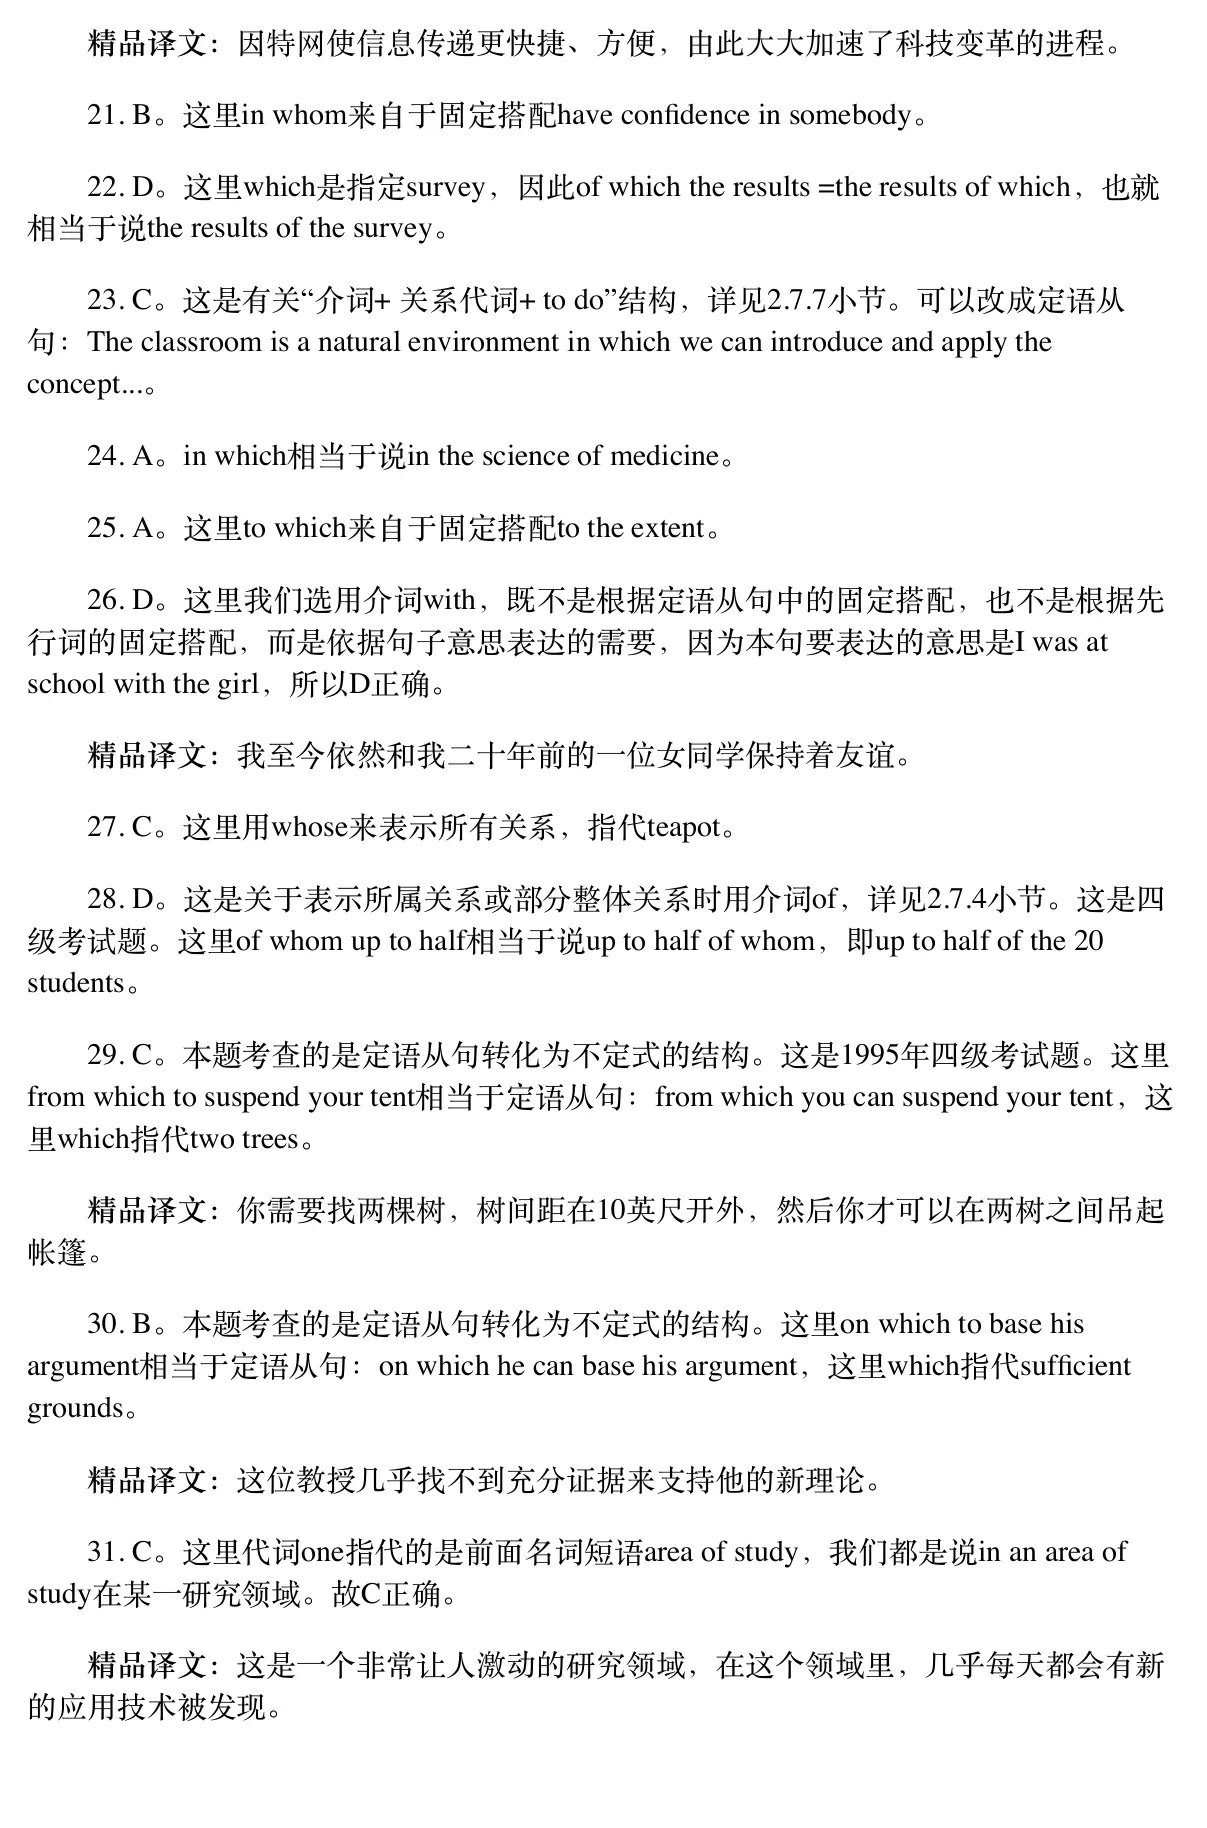 精品译文：因特网使信息传递更快捷、方便，由此大大加速了科技变革的进程。
21. B。这里in whom来自于固定搭配have confidence in somebody。
22. D。这里which是指定survey，因此of which the results =the results of which，也就
相当于说the results of the survey。
23. C。这是有关“介词+ 关系代词+ to do”结构，详见2.7.7小节。可以改成定语从
句：The classroom is a natural environment in which we can introduce and apply the
concept...。
24. A。in which相当于说in the science of medicine。
25. A。这里to which来自于固定搭配to the extent。
26. D。这里我们选用介词with，既不是根据定语从句中的固定搭配，也不是根据先
行词的固定搭配，而是依据句子意思表达的需要，因为本句要表达的意思是I was at
school with the girl，所以D正确。
精品译文：我至今依然和我二十年前的一位女同学保持着友谊。
27. C。这里用whose来表示所有关系，指代teapot。
28. D。这是关于表示所属关系或部分整体关系时用介词of，详见2.7.4小节。这是四
级考试题。这里of whom up to half相当于说up to half of whom，即up to half of the 20
students。
29. C。本题考查的是定语从句转化为不定式的结构。这是1995年四级考试题。这里
from which to suspend your tent相当于定语从句：from which you can suspend your tent，这
里which指代two trees。
精品译文：你需要找两棵树，树间距在10英尺开外，然后你才可以在两树之间吊起
帐篷。
30. B。本题考查的是定语从句转化为不定式的结构。这里on which to base his
argument相当于定语从句：on which he can base his argument，这里which指代sufficient
grounds。
精品译文：这位教授几乎找不到充分证据来支持他的新理论。
31. C。这里代词one指代的是前面名词短语area of study，我们都是说in an area of
study在某一研究领域。故C正确。
精品译文：这是一个非常让人激动的研究领域，在这个领域里，几乎每天都会有新
的应用技术被发现。